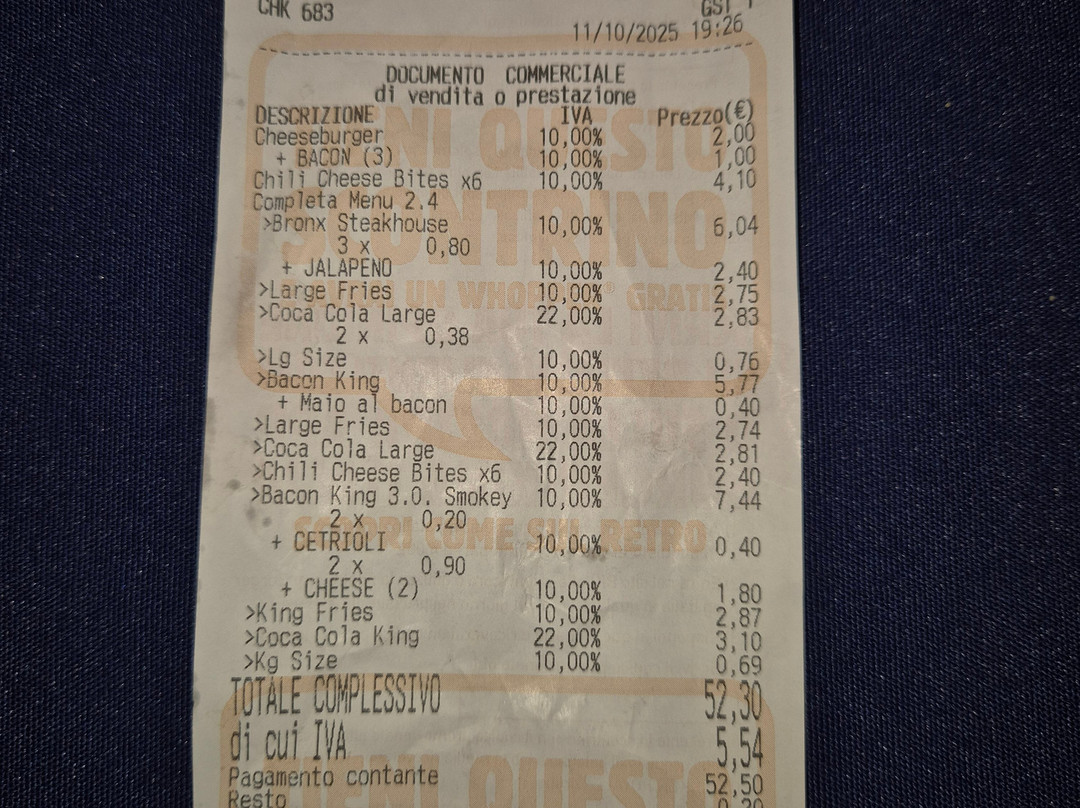 CHK 683 GST 1
11/10/2025 19:26
DOCUMENTO COMMERCIALE
di vendita o prestazione
DESCRIZIONE IVA Prezzo(€)
Cheeseburger 10,00% 2,00
+ BACON (3) 10,00% 1,00
Chili Cheese Bites x6 10,00% 4,10
Completa Menu 2.4
>Bronx Steakhouse 10,00% 6,04
3 x 0,80
+ JALAPENO 10,00% 2,40
>Large Fries 10,00% 2,75
>Coca Cola Large 22,00% 2,83
2 x 0,38
>Lg Size 10,00% 0,76
>Bacon King 10,00% 5,77
+ Maio al bacon 10,00% 0,40
>Large Fries 10,00% 2,74
>Coca Cola Large 22,00% 2,81
>Chili Cheese Bites x6 10,00% 2,40
>Bacon King 3.0. Smokey 10,00% 7,44
2 x 0,20
+ CETRIOLI 10,00% 0,40
2 x 0,90
+ CHEESE (2) 10,00% 1,80
>King Fries 10,00% 2,87
>Coca Cola King 22,00% 3,10
>Kg Size 10,00% 0,69
TOTALE COMPLESSIVO 52,30
di cui IVA 5,54
Pagamento contante 52,50
Resto 0,20